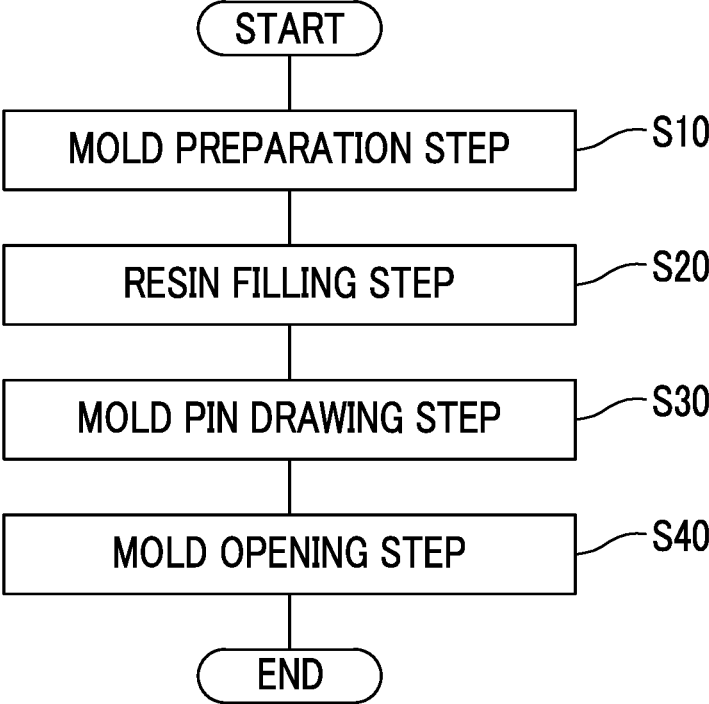 START
MOLD PREPARATION STEP
S10
RESIN FILLING STEP
S20
MOLD PIN DRAWING STEP
S30
MOLD OPENING STEP
S40
END